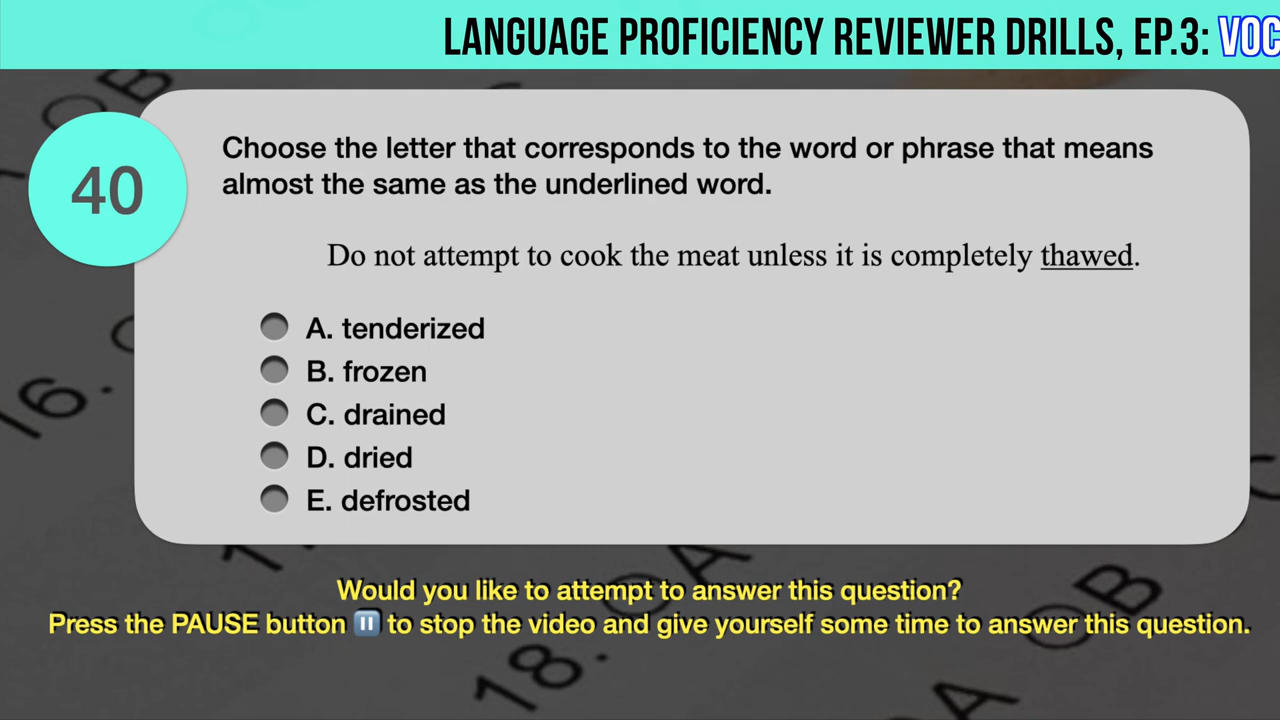 LANGUAGE PROFICIENCY REVIEWER DRILLS, EP.3: VOC
40
Choose the letter that corresponds to the word or phrase that means
almost the same as the underlined word.
Do not attempt to cook the meat unless it is completely thawed.
A. tenderized
B. frozen
C. drained
D. dried
E. defrosted
Would you like to attempt to answer this question?
Press the PAUSE button ⏸ to stop the video and give yourself some time to answer this question.
16.
18.
A
B
A
B